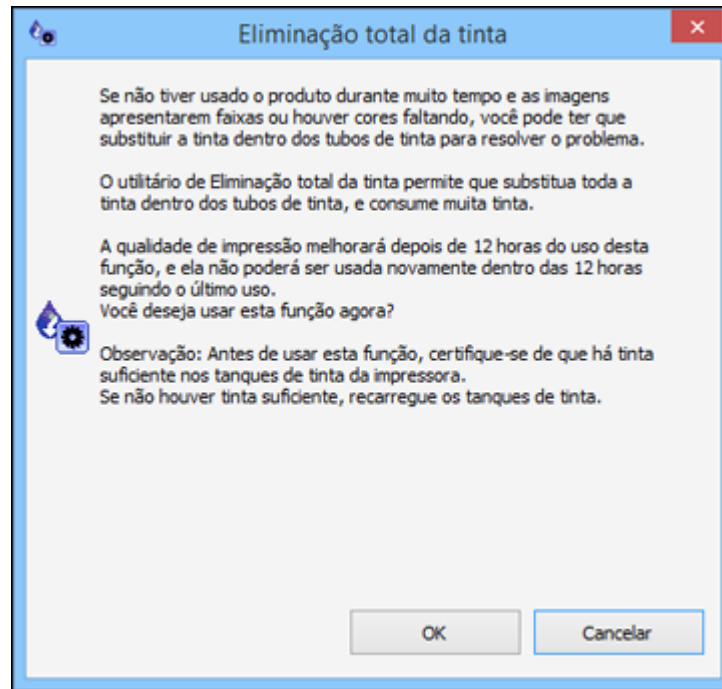 Eliminação total da tinta
Se não tiver usado o produto durante muito tempo e as imagens
apresentarem faixas ou houver cores faltando, você pode ter que
substituir a tinta dentro dos tubos de tinta para resolver o problema.
O utilitário de Eliminação total da tinta permite que substitua toda a
tinta dentro dos tubos de tinta, e consume muita tinta.
A qualidade de impressão melhorará depois de 12 horas do uso desta
função, e ela não poderá ser usada novamente dentro das 12 horas
seguindo o último uso.
Você deseja usar esta função agora?
Observação: Antes de usar esta função, certifique-se de que há tinta
suficiente nos tanques de tinta da impressora.
Se não houver tinta suficiente, recarregue os tanques de tinta.
OK
Cancelar